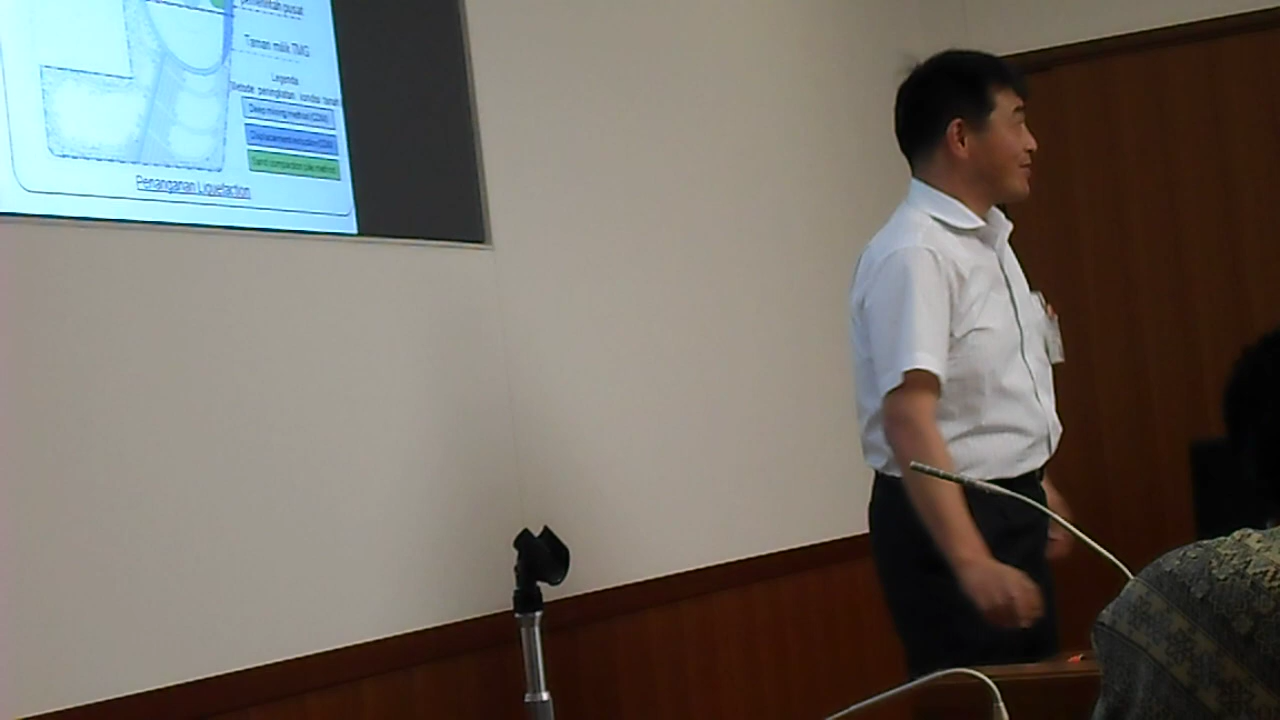 pemerintah pusat
Taman milik TMG
Legenda
Metode peningkatan kondisi tanah
Deep mixing method (CDM)
Sand compaction pile method
Penanganan Liquefaction